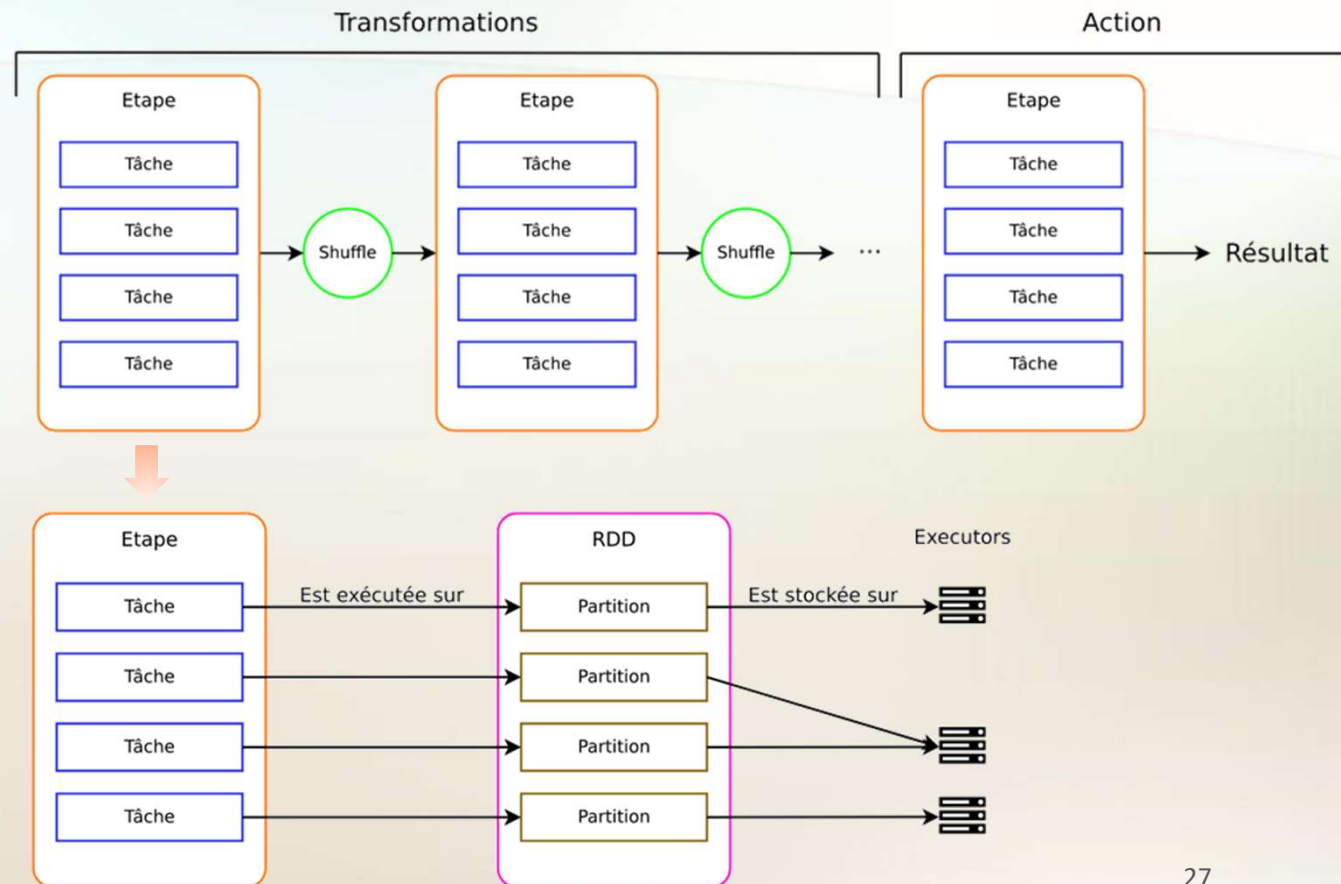 Transformations
Action
Etape
Tâche
Tâche
Tâche
Tâche
Shuffle
Etape
Tâche
Tâche
Tâche
Tâche
Shuffle
...
Etape
Tâche
Tâche
Tâche
Tâche
Résultat
Etape
RDD
Executors
Tâche
Est exécutée sur
Partition
Est stockée sur
Tâche
Partition
Tâche
Partition
Tâche
Partition
27